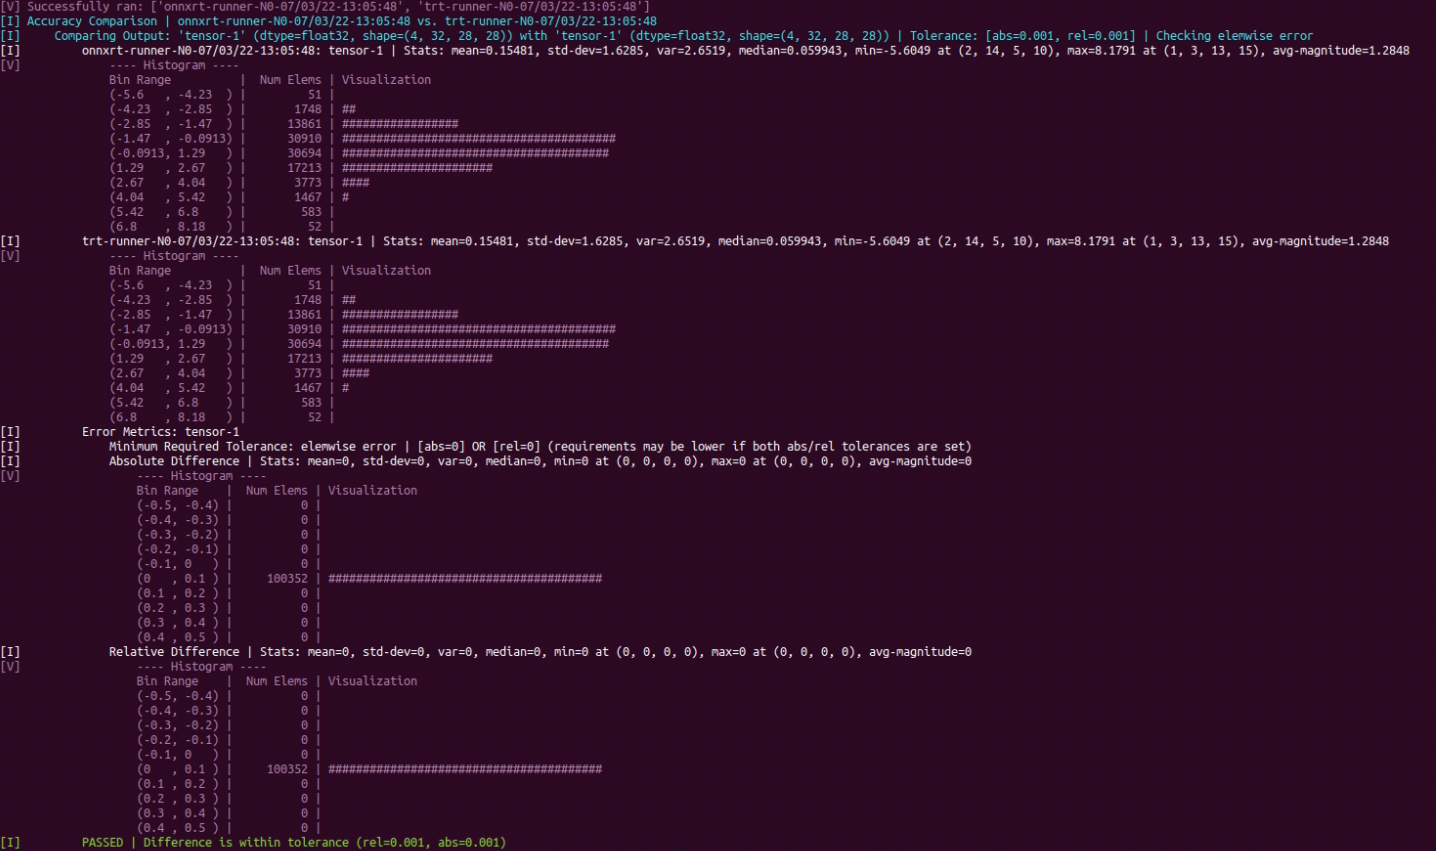 [V] Successfully ran: ['onnxrt-runner-N0-07/03/22-13:05:48', 'trt-runner-N0-07/03/22-13:05:48']
[I] Accuracy Comparison | onnxrt-runner-N0-07/03/22-13:05:48 vs. trt-runner-N0-07/03/22-13:05:48
[I]     Comparing Output: 'tensor-1' (dtype=float32, shape=(4, 32, 28, 28)) with 'tensor-1' (dtype=float32, shape=(4, 32, 28, 28)) | Tolerance: [abs=0.001, rel=0.001] | Checking elemwise error
[I]         onnxrt-runner-N0-07/03/22-13:05:48: tensor-1 | Stats: mean=0.15481, std-dev=1.6285, var=2.6519, median=0.059943, min=-5.6049 at (2, 14, 5, 10), max=8.1791 at (1, 3, 13, 15), avg-magnitude=1.2848
[V]             ---- Histogram ----
                Bin Range          |  Num Elems | Visualization
                (-5.6   , -4.23  ) |         51 |
                (-4.23  , -2.85  ) |       1748 | ##
                (-2.85  , -1.47  ) |      13861 | #################
                (-1.47  , -0.0913) |      30910 | ########################################
                (-0.0913, 1.29   ) |      30694 | #######################################
                (1.29   , 2.67   ) |      17213 | ######################
                (2.67   , 4.04   ) |       3773 | ####
                (4.04   , 5.42   ) |       1467 | #
                (5.42   , 6.8    ) |        583 |
                (6.8    , 8.18   ) |         52 |
[I]         trt-runner-N0-07/03/22-13:05:48: tensor-1 | Stats: mean=0.15481, std-dev=1.6285, var=2.6519, median=0.059943, min=-5.6049 at (2, 14, 5, 10), max=8.1791 at (1, 3, 13, 15), avg-magnitude=1.2848
[V]             ---- Histogram ----
                Bin Range          |  Num Elems | Visualization
                (-5.6   , -4.23  ) |         51 |
                (-4.23  , -2.85  ) |       1748 | ##
                (-2.85  , -1.47  ) |      13861 | #################
                (-1.47  , -0.0913) |      30910 | ########################################
                (-0.0913, 1.29   ) |      30694 | #######################################
                (1.29   , 2.67   ) |      17213 | ######################
                (2.67   , 4.04   ) |       3773 | ####
                (4.04   , 5.42   ) |       1467 | #
                (5.42   , 6.8    ) |        583 |
                (6.8    , 8.18   ) |         52 |
[I]         Error Metrics: tensor-1
[I]             Minimum Required Tolerance: elemwise error | [abs=0] OR [rel=0] (requirements may be lower if both abs/rel tolerances are set)
[I]             Absolute Difference | Stats: mean=0, std-dev=0, var=0, median=0, min=0 at (0, 0, 0, 0), max=0 at (0, 0, 0, 0), avg-magnitude=0
[V]                 ---- Histogram ----
                    Bin Range    |  Num Elems | Visualization
                    (-0.5, -0.4) |          0 |
                    (-0.4, -0.3) |          0 |
                    (-0.3, -0.2) |          0 |
                    (-0.2, -0.1) |          0 |
                    (-0.1, 0   ) |          0 |
                    (0   , 0.1 ) |     100352 | ########################################
                    (0.1 , 0.2 ) |          0 |
                    (0.2 , 0.3 ) |          0 |
                    (0.3 , 0.4 ) |          0 |
                    (0.4 , 0.5 ) |          0 |
[I]             Relative Difference | Stats: mean=0, std-dev=0, var=0, median=0, min=0 at (0, 0, 0, 0), max=0 at (0, 0, 0, 0), avg-magnitude=0
[V]                 ---- Histogram ----
                    Bin Range    |  Num Elems | Visualization
                    (-0.5, -0.4) |          0 |
                    (-0.4, -0.3) |          0 |
                    (-0.3, -0.2) |          0 |
                    (-0.2, -0.1) |          0 |
                    (-0.1, 0   ) |          0 |
                    (0   , 0.1 ) |     100352 | ########################################
                    (0.1 , 0.2 ) |          0 |
                    (0.2 , 0.3 ) |          0 |
                    (0.3 , 0.4 ) |          0 |
                    (0.4 , 0.5 ) |          0 |
[I]         PASSED | Difference is within tolerance (rel=0.001, abs=0.001)